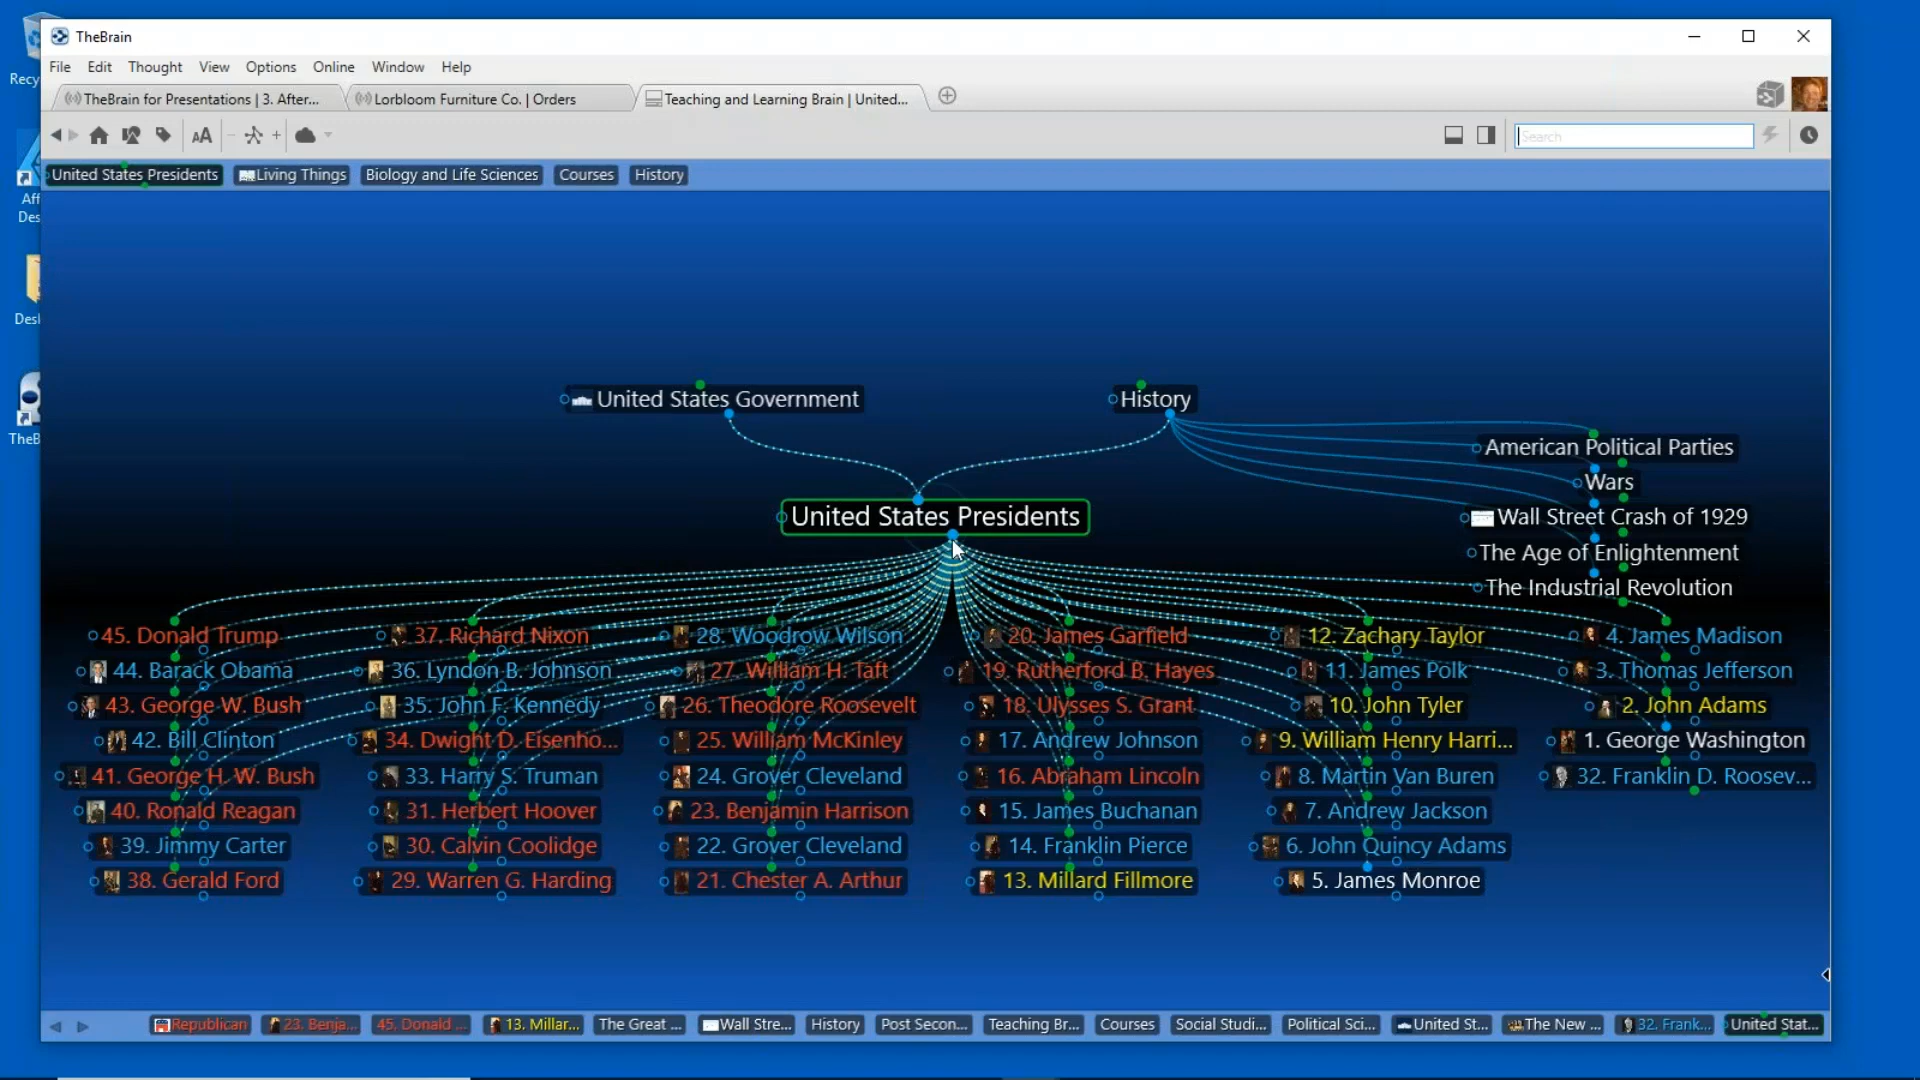 TheBrain
File Edit Thought View Options Online Window Help
TheBrain for Presentations | 3. After...
Lorbloom Furniture Co. | Orders
Teaching and Learning Brain | United...
AA
Search
United States Presidents
Living Things
Biology and Life Sciences
Courses
History
Recy
Aff
Des
Desl
TheB
United States Government
History
American Political Parties
Wars
Wall Street Crash of 1929
The Age of Enlightenment
The Industrial Revolution
United States Presidents
45. Donald Trump
44. Barack Obama
43. George W. Bush
42. Bill Clinton
41. George H. W. Bush
40. Ronald Reagan
39. Jimmy Carter
38. Gerald Ford
37. Richard Nixon
36. Lyndon B. Johnson
35. John F. Kennedy
34. Dwight D. Eisenho...
33. Harry S. Truman
31. Herbert Hoover
30. Calvin Coolidge
29. Warren G. Harding
28. Woodrow Wilson
27. William H. Taft
26. Theodore Roosevelt
25. William McKinley
24. Grover Cleveland
23. Benjamin Harrison
22. Grover Cleveland
21. Chester A. Arthur
20. James Garfield
19. Rutherford B. Hayes
18. Ulysses S. Grant
17. Andrew Johnson
16. Abraham Lincoln
15. James Buchanan
14. Franklin Pierce
13. Millard Fillmore
12. Zachary Taylor
11. James Polk
10. John Tyler
9. William Henry Harri...
8. Martin Van Buren
7. Andrew Jackson
6. John Quincy Adams
5. James Monroe
4. James Madison
3. Thomas Jefferson
2. John Adams
1. George Washington
32. Franklin D. Roosev...
Republican
23. Benja...
45. Donald ...
13. Millar...
The Great ...
Wall Stre...
History
Post Secon...
Teaching Br...
Courses
Social Studi...
Political Sci...
United St...
The New ...
32. Frank...
United Stat...